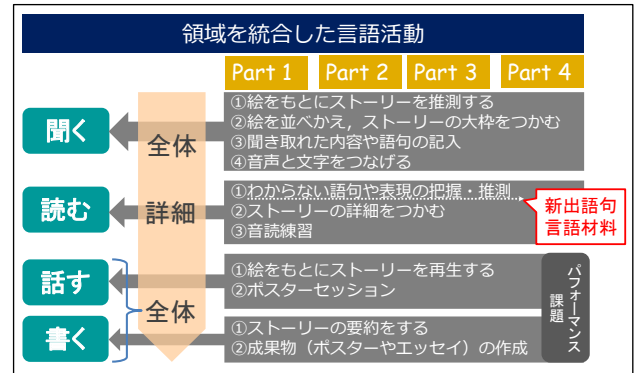 領域を統合した言語活動
Part 1 Part 2 Part 3 Part 4
聞く
全体
①絵をもとにストーリーを推測する
②絵を並べかえ，ストーリーの大枠をつかむ
③聞き取れた内容や語句の記入
④音声と文字をつなげる
読む
詳細
①わからない語句や表現の把握・推測
②ストーリーの詳細をつかむ
③音読練習
新出語句
言語材料
話す
全体
①絵をもとにストーリーを再生する
②ポスターセッション
書く
①ストーリーの要約をする
②成果物（ポスターやエッセイ）の作成
パフォーマンス
課題